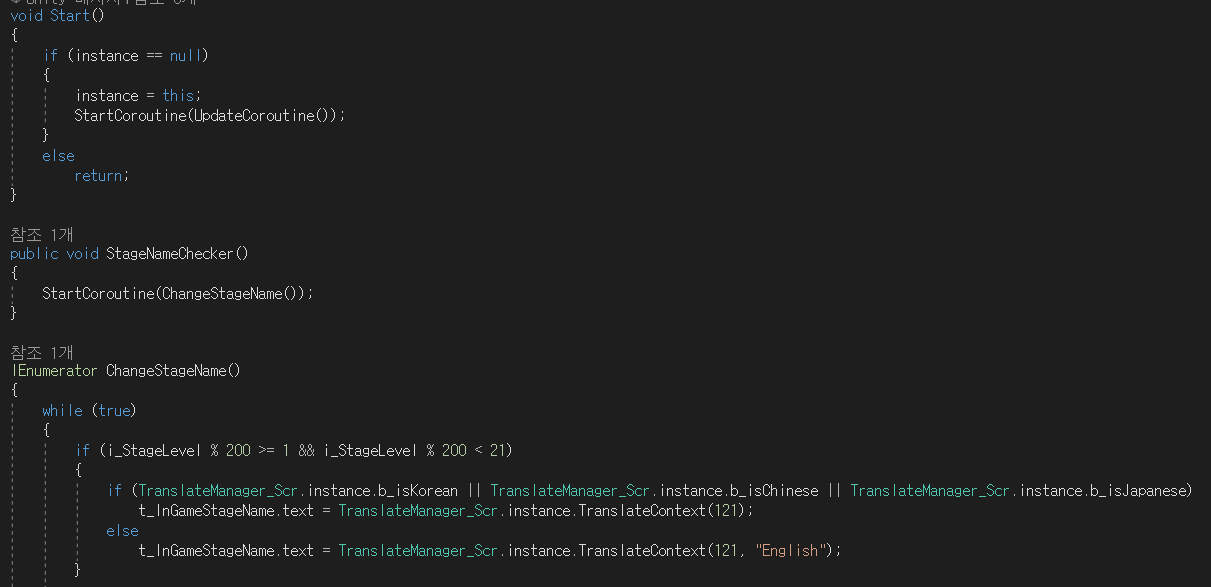 void Start()
{
if (instance == null)
{
instance = this;
StartCoroutine(UpdateCoroutine());
}
else
return;
}
참조 1개
public void StageNameChecker()
{
StartCoroutine(ChangeStageName());
}
참조 1개
IEnumerator ChangeStageName()
{
while (true)
{
if (i_StageLevel % 200 >= 1 && i_StageLevel % 200 < 21)
{
if (TranslateManager_Scr.instance.b_isKorean || TranslateManager_Scr.instance.b_isChinese || TranslateManager_Scr.instance.b_isJapanese)
t_InGameStageName.text = TranslateManager_Scr.instance.TranslateContext(121);
else
t_InGameStageName.text = TranslateManager_Scr.instance.TranslateContext(121, "English");
}